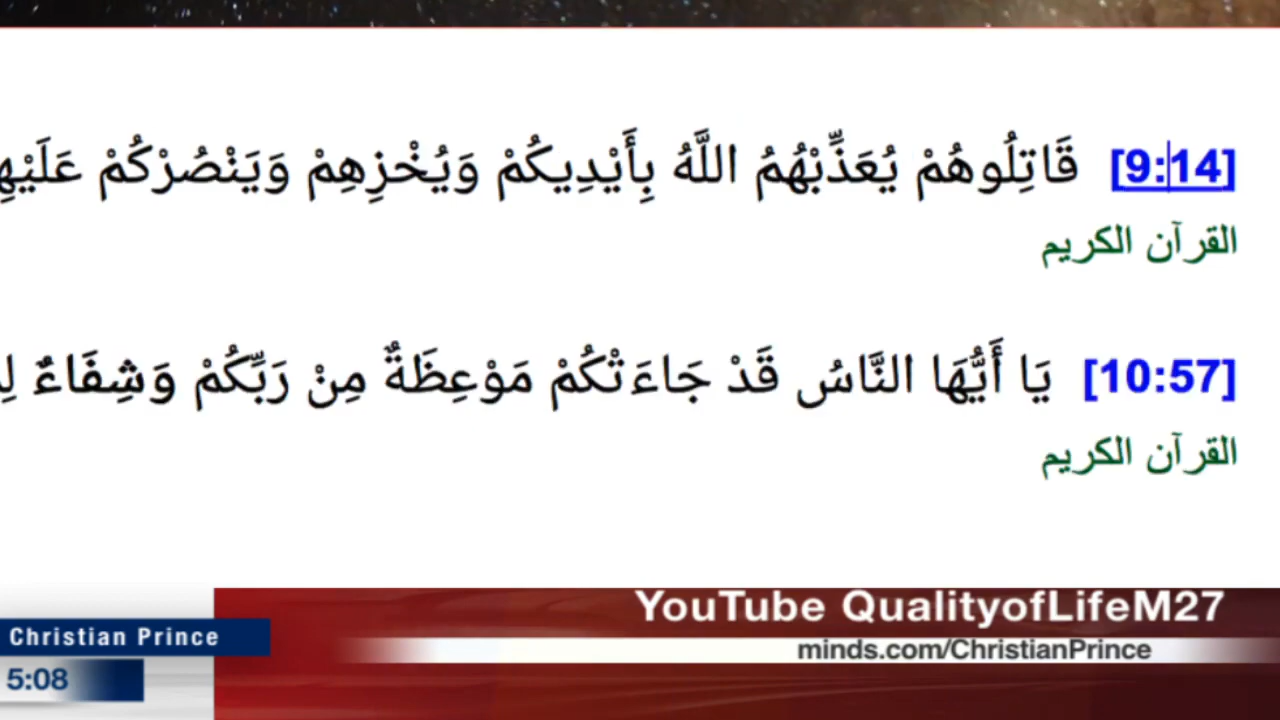 [9:14] قَاتِلُوهُمْ يُعَذِّبْهُمُ اللَّهُ بِأَيْدِيكُمْ وَيُخْزِهِمْ وَيَنْصُرْكُمْ
القرآن الكريم
[10:57] يَا أَيُّهَا النَّاسُ قَدْ جَاءَتْكُمْ مَوْعِظَةٌ مِنْ رَبِّكُمْ وَشِفَاءٌ
القرآن الكريم
YouTube QualityofLifeM27
Christian Prince
minds.com/ChristianPrince
5:08